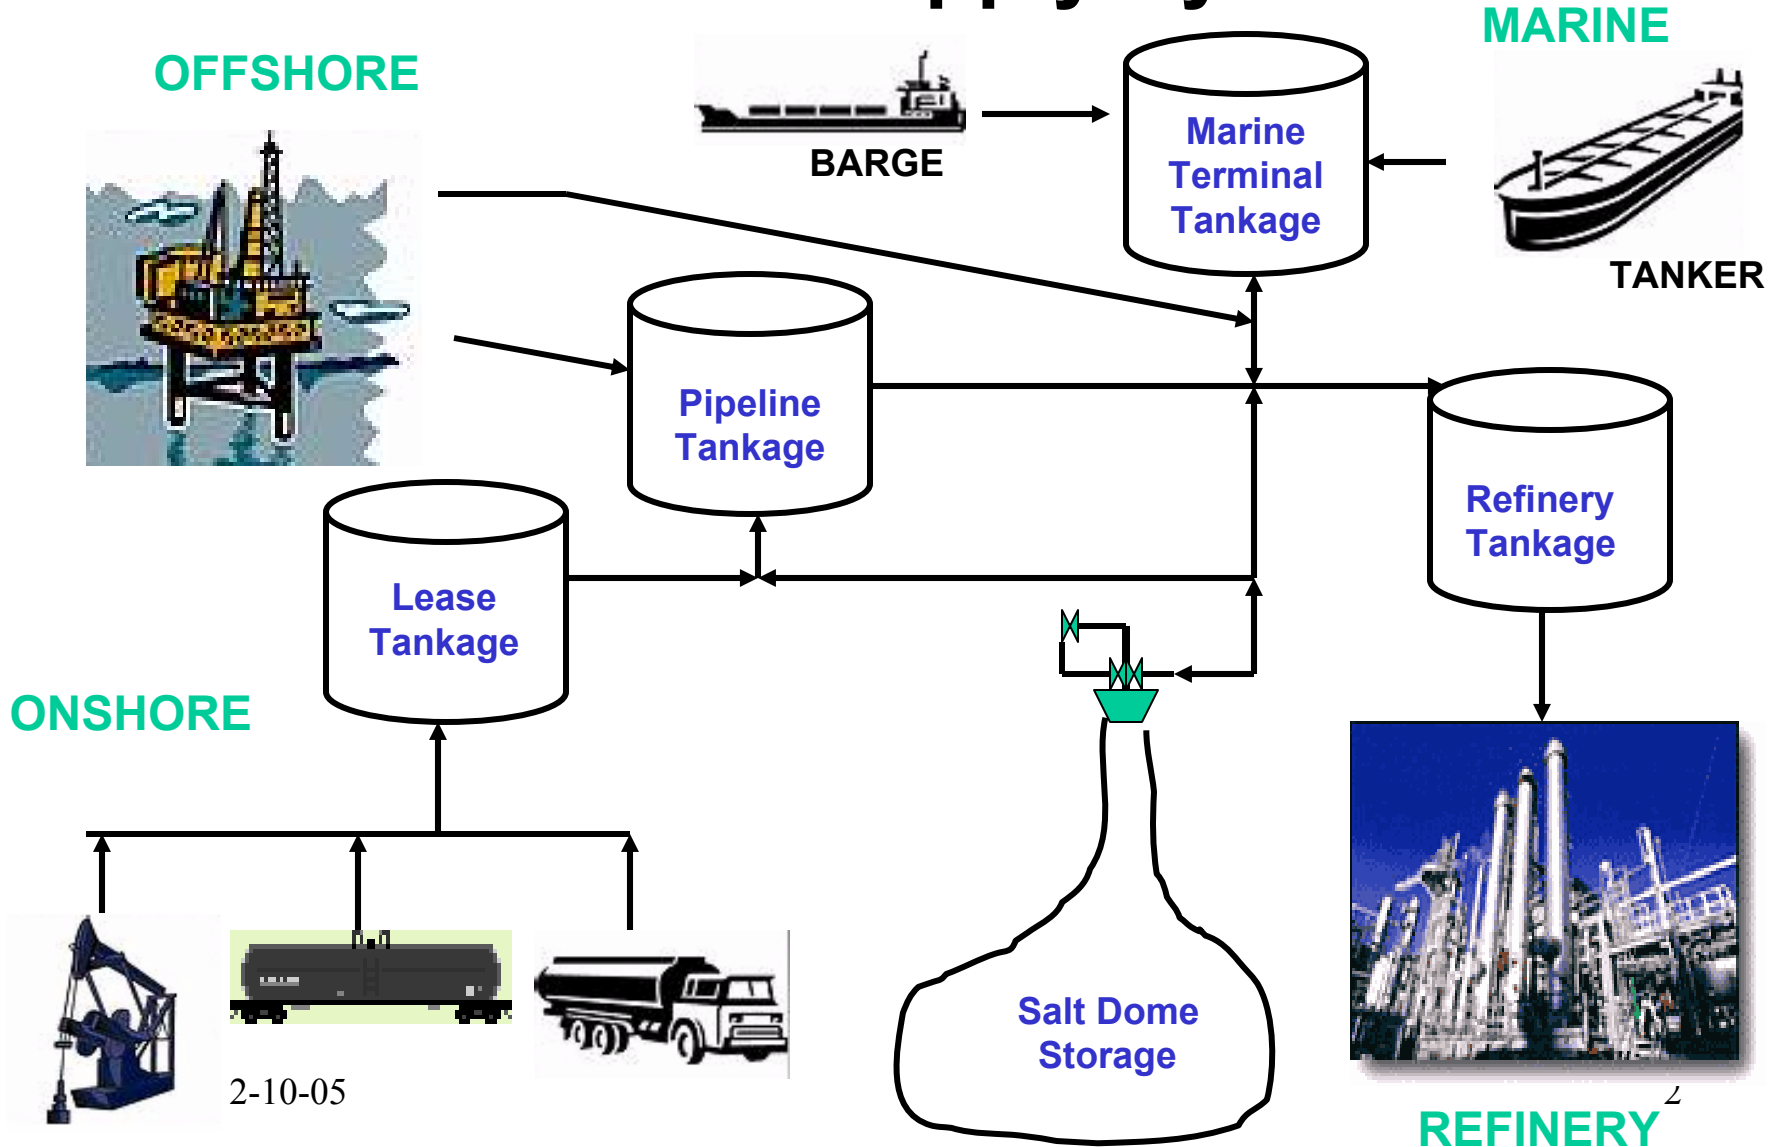 MARINE
OFFSHORE
BARGE
Marine
Terminal
Tankage
TANKER
Pipeline
Tankage
Refinery
Tankage
Lease
Tankage
ONSHORE
Salt Dome
Storage
2-10-05
2
REFINERY